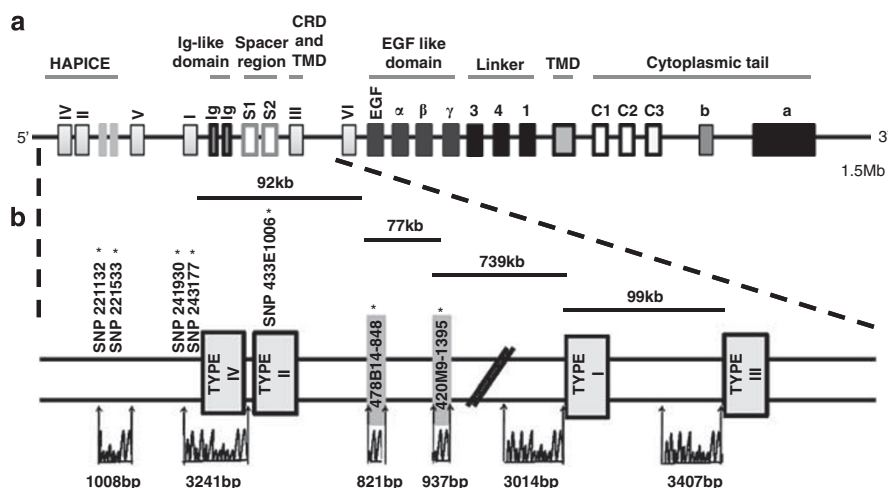 a
HAPICE
Ig-like
domain
Spacer
region
CRD
and
TMD
EGF like
domain
Linker
TMD
Cytoplasmic tail
5'
IV
II
V
I
Ig
Ig
S1
S2
III
VI
EGF
α
β
γ
3
4
1
C1
C2
C3
b
a
3'
1.5Mb
92kb
b
77kb
739kb
99kb
SNP 221132 *
SNP 221533 *
SNP 241930 *
SNP 243177 *
SNP 433E1006 *
*
*
TYPE
IV
TYPE
II
478B14-848
420M9-1395
TYPE
I
TYPE
III
1008bp
3241bp
821bp
937bp
3014bp
3407bp